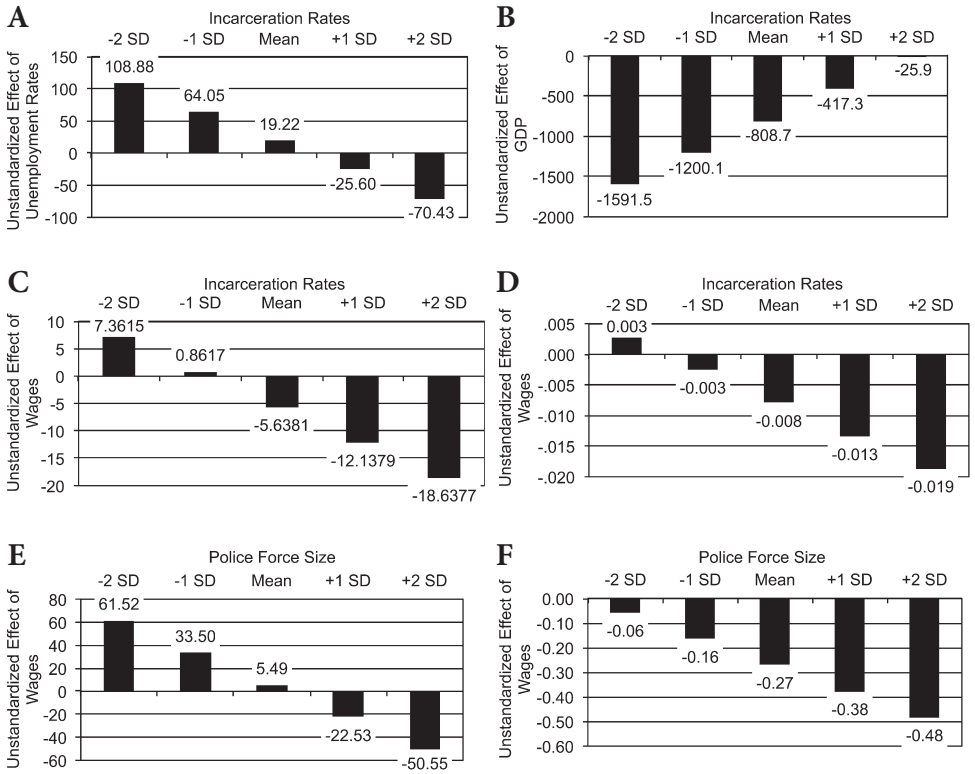 A
Incarceration Rates
-2 SD -1 SD Mean +1 SD +2 SD
Unstandardized Effect of
Unemployment Rates
150
100
50
0
-50
-100
108.88
64.05
19.22
-25.60
-70.43
B
Incarceration Rates
-2 SD -1 SD Mean +1 SD +2 SD
Unstandardized Effect of
GDP
0
-500
-1000
-1500
-2000
-1591.5
-1200.1
-808.7
-417.3
-25.9
C
Incarceration Rates
-2 SD -1 SD Mean +1 SD +2 SD
Unstandardized Effect of
Wages
10
5
0
-5
-10
-15
-20
7.3615
0.8617
-5.6381
-12.1379
-18.6377
D
Incarceration Rates
-2 SD -1 SD Mean +1 SD +2 SD
Unstandardized Effect of
Wages
.005
.000
-.005
-.010
-.015
-.020
0.003
-0.003
-0.008
-0.013
-0.019
E
Police Force Size
-2 SD -1 SD Mean +1 SD +2 SD
Unstandardized Effect of
Wages
80
60
40
20
0
-20
-40
-60
61.52
33.50
5.49
-22.53
-50.55
F
Police Force Size
-2 SD -1 SD Mean +1 SD +2 SD
Unstandardized Effect of
Wages
0.00
-0.10
-0.20
-0.30
-0.40
-0.50
-0.60
-0.06
-0.16
-0.27
-0.38
-0.48